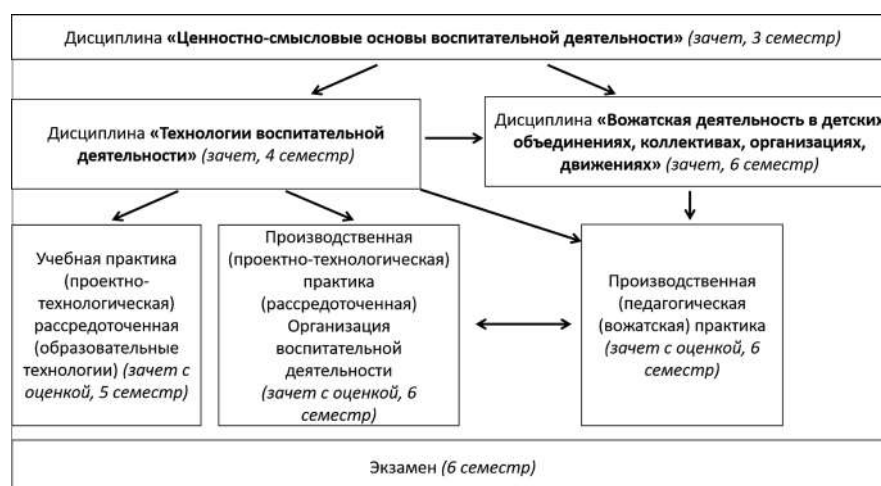 Дисциплина «Ценностно-смысловые основы воспитательной деятельности» (зачет, 3 семестр)
Дисциплина «Технологии воспитательной
деятельности» (зачет, 4 семестр)
Дисциплина «Вожатская деятельность в детских
объединениях, коллективах, организациях,
движениях» (зачет, 6 семестр)
Учебная практика
(проектно-
технологическая)
рассредоточенная
(образовательные
технологии) (зачет с
оценкой, 5 семестр)
Производственная
(проектно-технологическая)
практика
(рассредоточенная)
Организация
воспитательной
деятельности
(зачет с оценкой, 6
семестр)
Производственная
(педагогическая
(вожатская) практика
(зачет с оценкой, 6
семестр)
Экзамен (6 семестр)